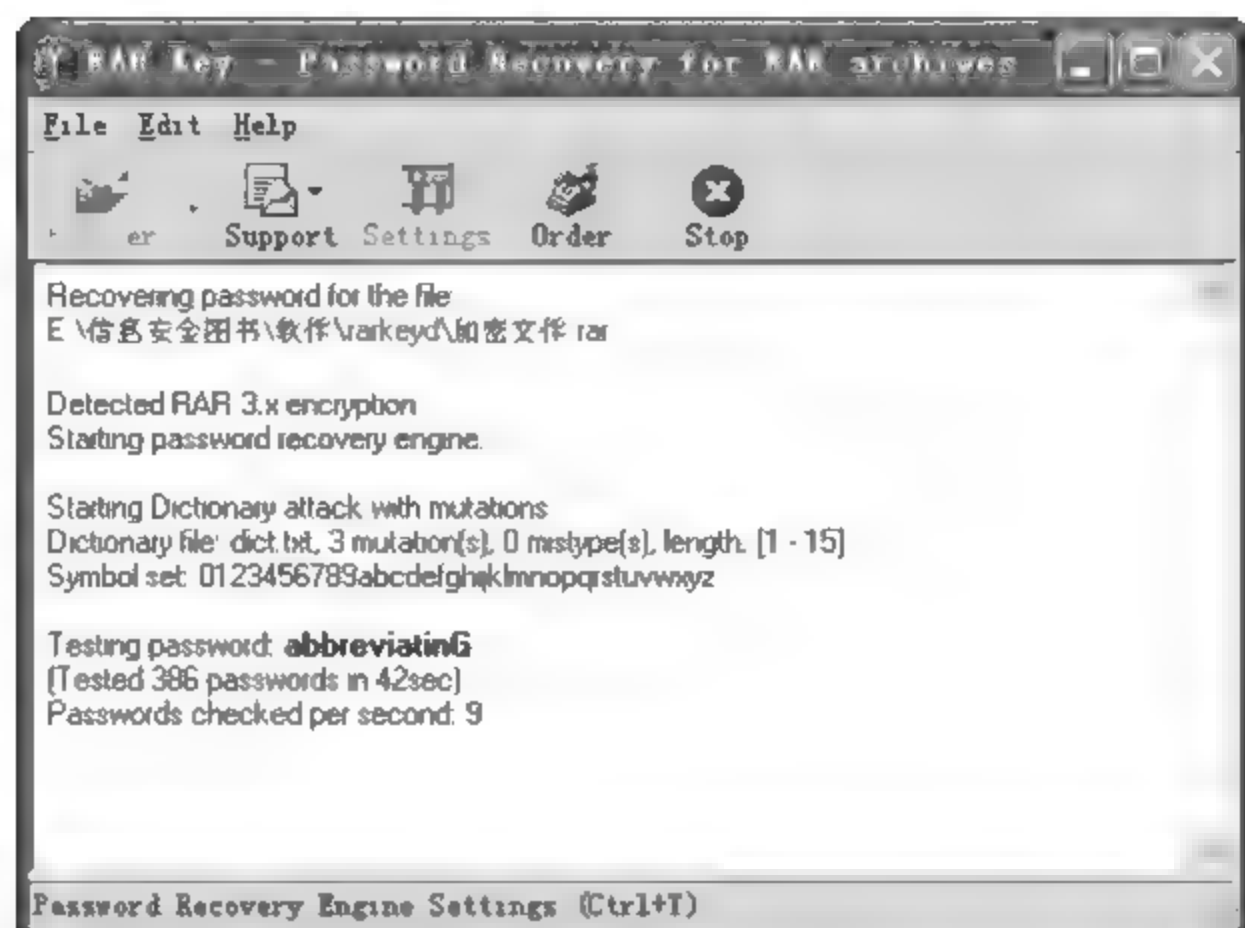 RAR Key - Password Recovery for RAR archives
File Edit Help
er Support Settings Order Stop
Recovering password for the file
E \信息安全图书\软件\rarkeyd\加密文件 rar
Detected RAR 3.x encryption
Starting password recovery engine.
Starting Dictionary attack with mutations
Dictionary file: dict.txt, 3 mutation(s), 0 mistype(s), length. [1 - 15]
Symbol set: 0123456789abcdefghijklmnopqrstuvwxyz
Testing password: abbreviatinG
(Tested 386 passwords in 42sec)
Passwords checked per second: 9
Password Recovery Engine Settings (Ctrl+T)